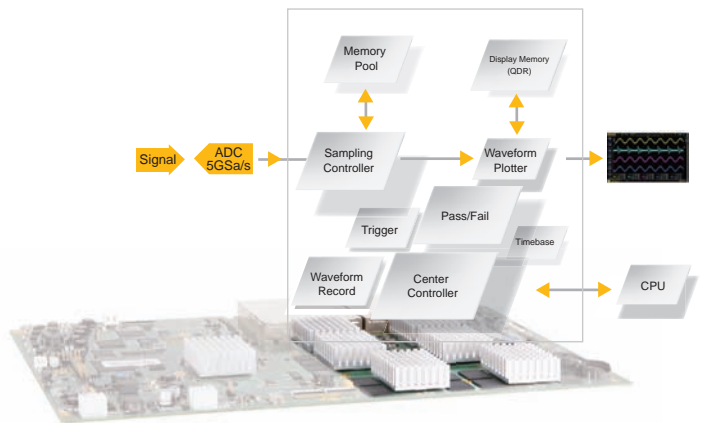 Memory
Pool
Display Memory
(QDR)
Signal
ADC
5GSa/s
Sampling
Controller
Waveform
Plotter
Pass/Fail
Trigger
Timebase
Waveform
Record
Center
Controller
CPU